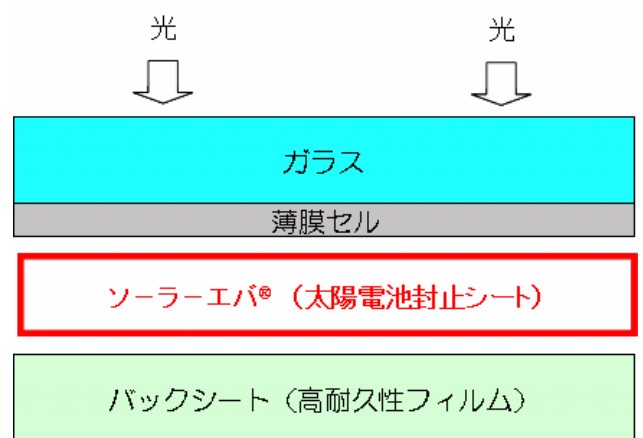 光 光
ガラス
薄膜セル
ソーラーエバ®（太陽電池封止シート）
バックシート（高耐久性フィルム）